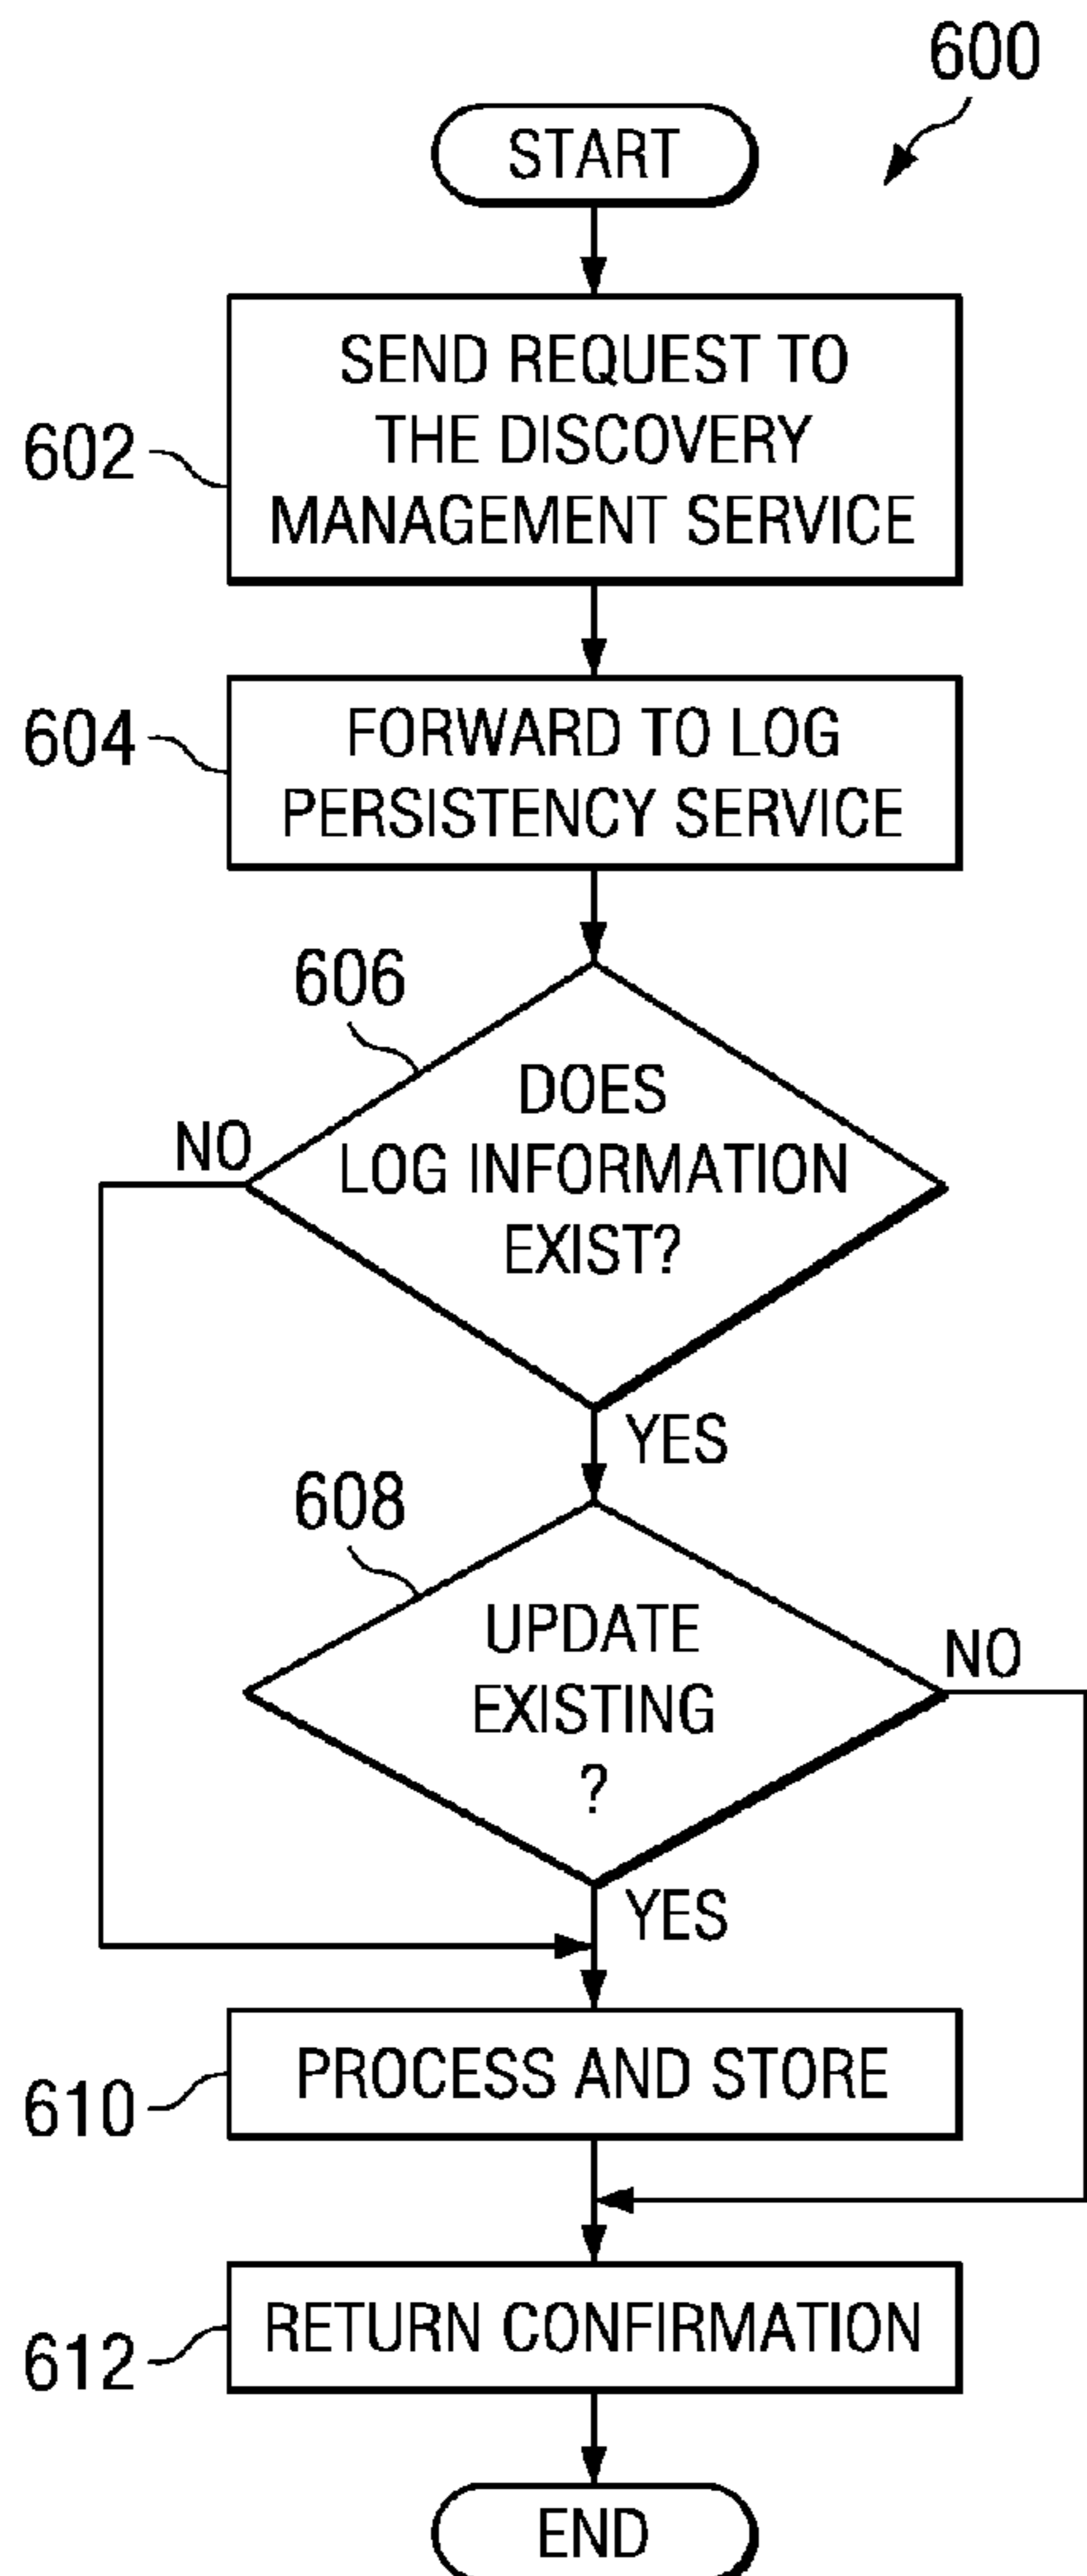 600
START
SEND REQUEST TO
THE DISCOVERY
MANAGEMENT SERVICE
602
FORWARD TO LOG
PERSISTENCY SERVICE
604
606
DOES
LOG INFORMATION
EXIST?
NO
YES
608
UPDATE
EXISTING
?
NO
YES
PROCESS AND STORE
610
RETURN CONFIRMATION
612
END